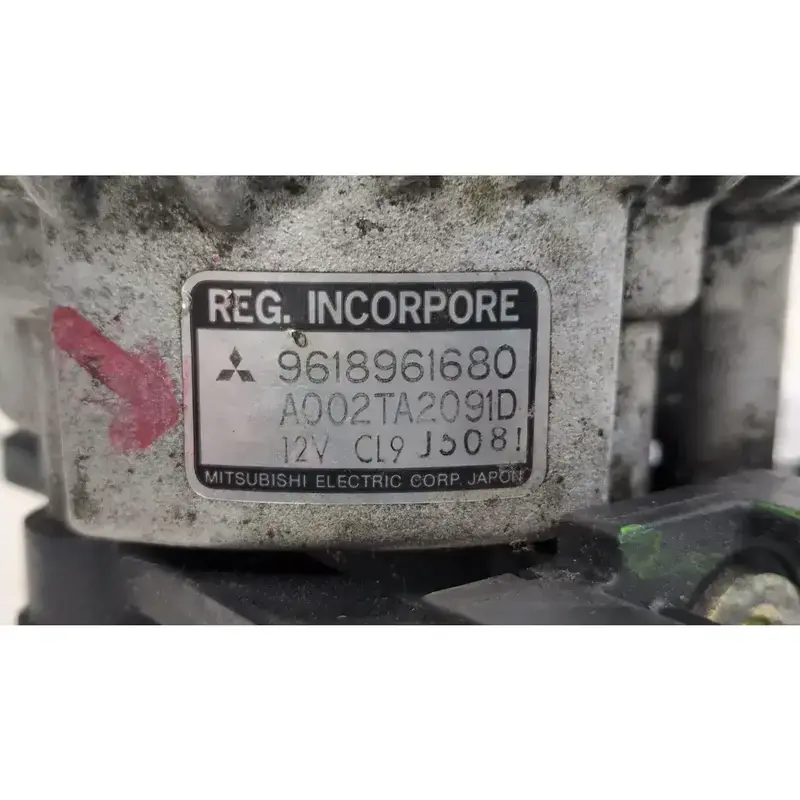 REG. INCORPORE
9618961680
A002TA2091D
12V CL9 J5081
MITSUBISHI ELECTRIC CORP. JAPON